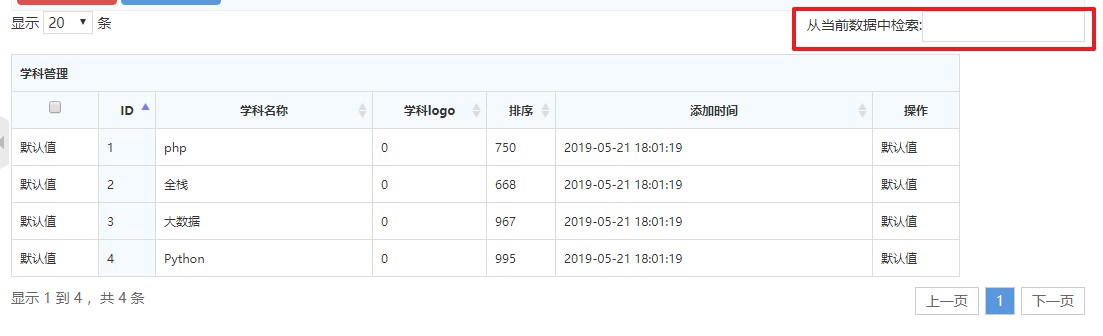 显示 20 条 从当前数据中检索:
学科管理
ID 学科名称 学科logo 排序 添加时间 操作
默认值 1 php 0 750 2019-05-21 18:01:19 默认值
默认值 2 全栈 0 668 2019-05-21 18:01:19 默认值
默认值 3 大数据 0 967 2019-05-21 18:01:19 默认值
默认值 4 Python 0 995 2019-05-21 18:01:19 默认值
显示 1 到 4 ，共 4 条 上一页 1 下一页